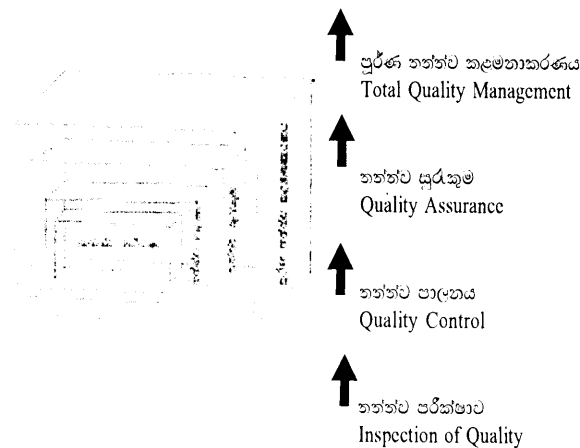 පූර්ණ තත්ත්ව කළමනාකරණය
Total Quality Management
තත්ත්ව සුරැකුම
Quality Assurance
තත්ත්ව පාලනය
Quality Control
තත්ත්ව පරීක්ෂාව
Inspection of Quality